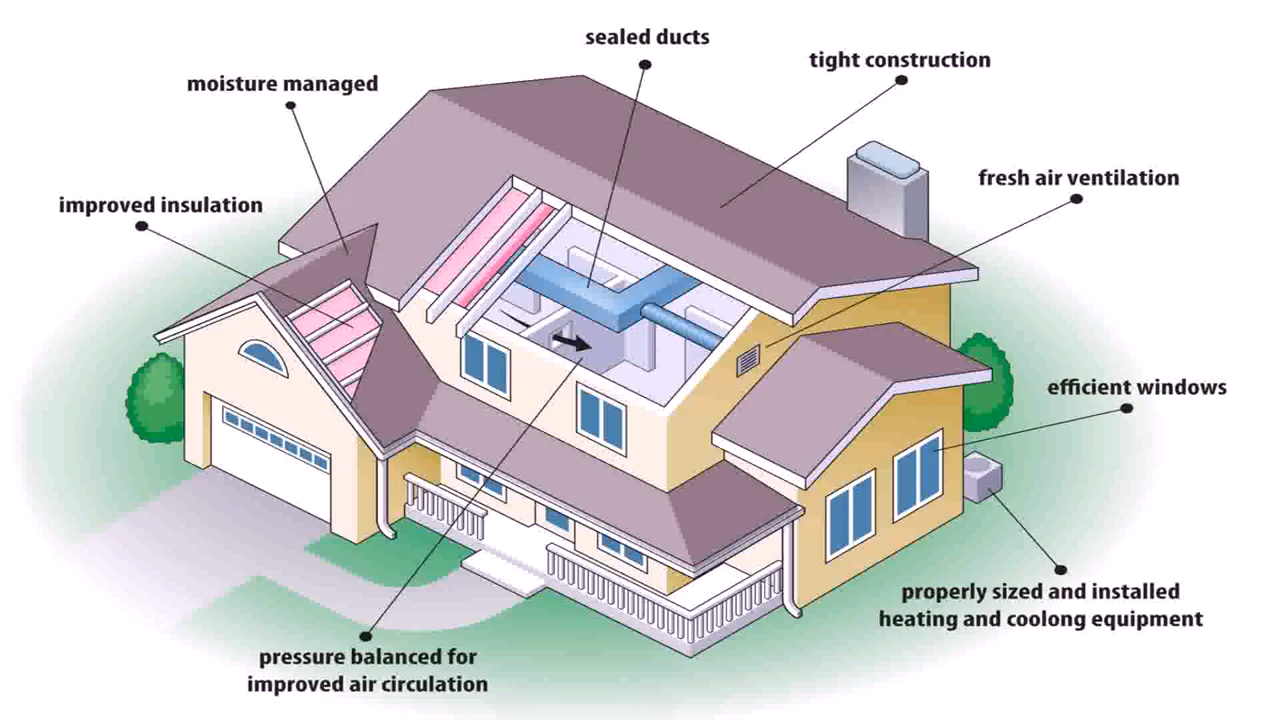 sealed ducts
tight construction
moisture managed
fresh air ventilation
improved insulation
efficient windows
properly sized and installed
heating and coolong equipment
pressure balanced for
improved air circulation